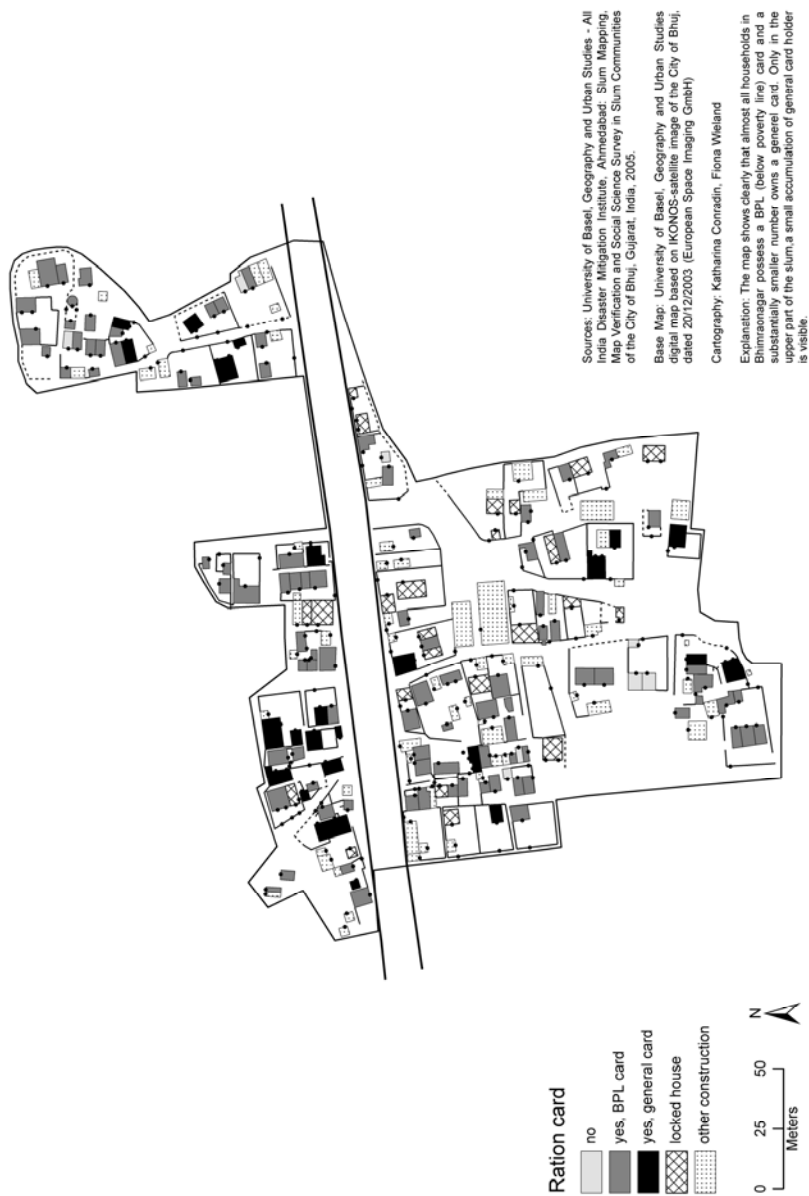 Ration card
no
yes, BPL card
yes, general card
locked house
other construction
0 25 50
Meters
N
Sources: University of Basel, Geography and Urban Studies - All
India Disaster Mitigation Institute, Ahmedabad: Slum Mapping,
Map Verification and Social Science Survey in Slum Communities
of the City of Bhuj, Gujarat, India, 2005.
Base Map: University of Basel, Geography and Urban Studies
digital map based on IKONOS-satellite image of the City of Bhuj,
dated 20/12/2003 (European Space Imaging GmbH)
Cartography: Katharina Conradin, Fiona Wieland
Explanation: The map shows clearly that almost all households in
Bhimraonagar possess a BPL (below poverty line) card and a
substantially smaller number owns a generel card. Only in the
upper part of the slum,a small accumulation of general card holder
is visible.